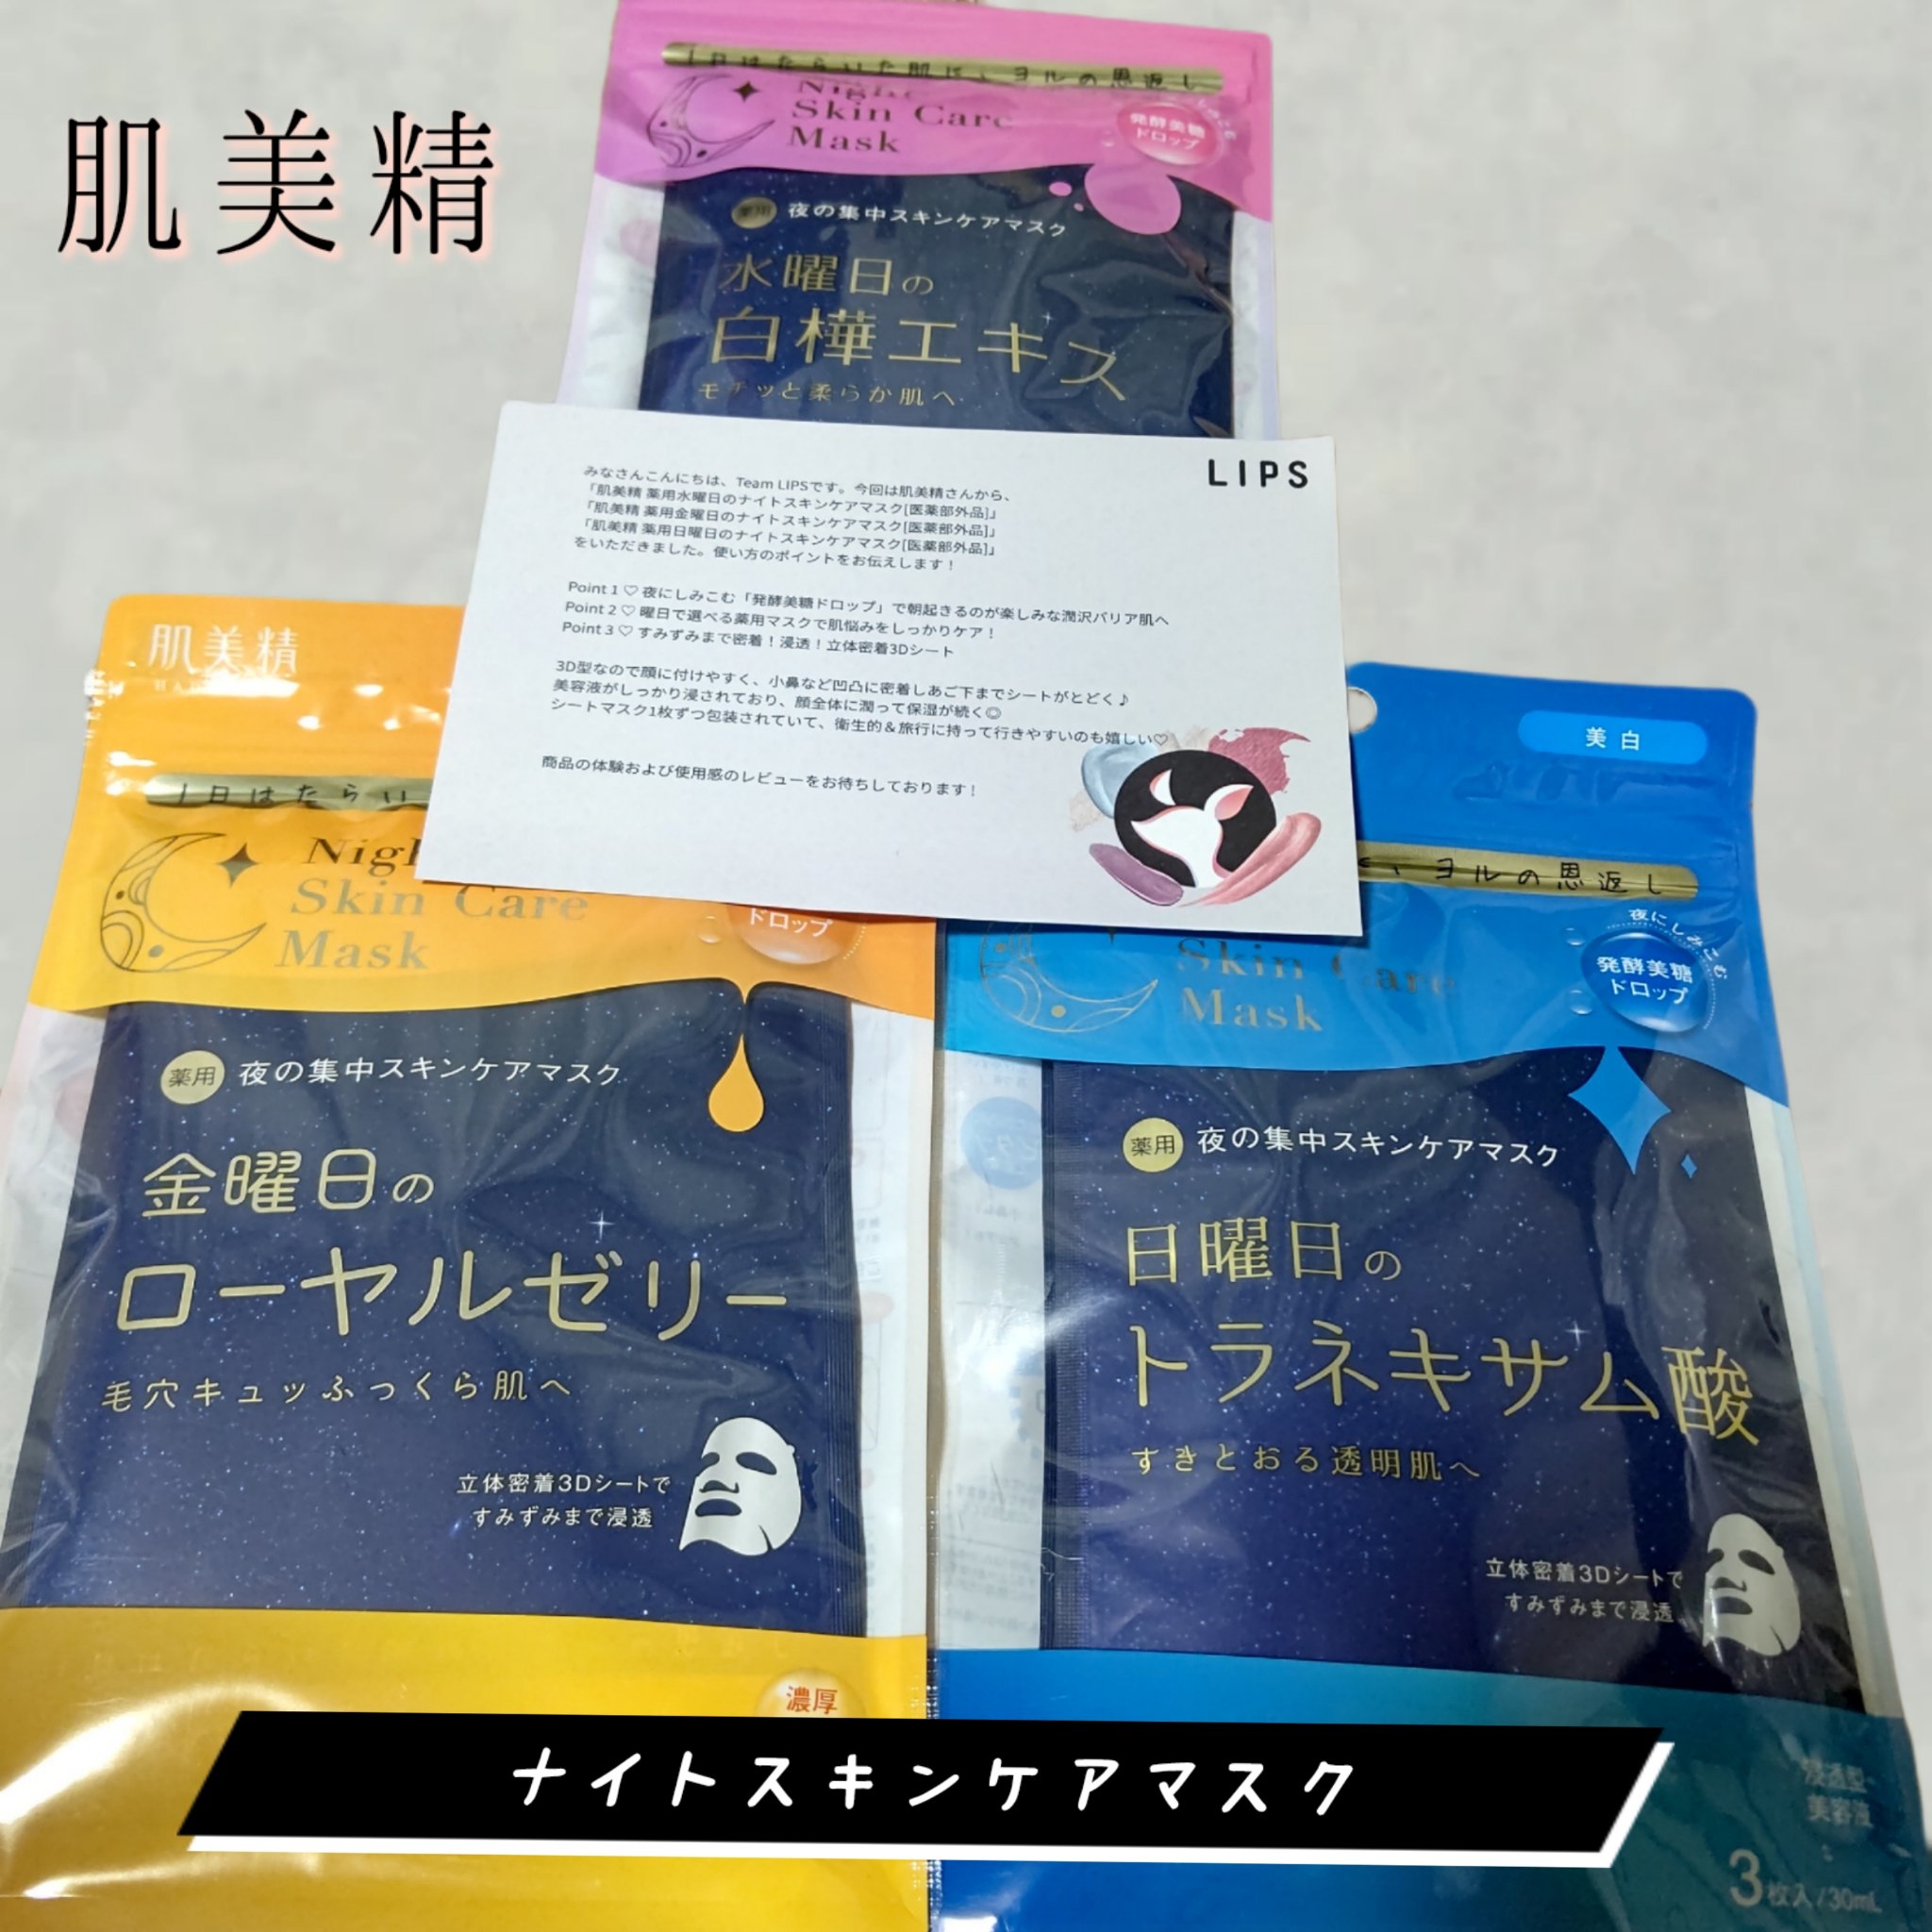 肌美精
1日はたらいた肌に、ヨルの恩返し
Night
Skin Care
Mask
発酵美糖
ドロップ
薬用 夜の集中スキンケアマスク
水曜日の
白樺エキス
モチッと柔らか肌へ
LIPS
みなさんこんにちは、Team LIPSです。今回は肌美精さんから、
「肌美精 薬用水曜日のナイトスキンケアマスク[医薬部外品]」
「肌美精 薬用金曜日のナイトスキンケアマスク[医薬部外品]」
「肌美精 薬用日曜日のナイトスキンケアマスク[医薬部外品]」
をいただきました。使い方のポイントをお伝えします！
Point 1 ♡ 夜にしみこむ「発酵美糖ドロップ」で朝起きるのが楽しみな潤沢バリア肌へ
Point 2 ♡ 曜日で選べる薬用マスクで肌悩みをしっかりケア！
Point 3 ♡ すみずみまで密着！浸透！立体密着3Dシート
3D型なので顔に付けやすく、小鼻など凹凸に密着しあご下までシートがとどく♪
美容液がしっかり浸されており、顔全体に潤って保湿が続く◎
シートマスク1枚ずつ包装されていて、衛生的＆旅行に持って行きやすいのも嬉しい♡
商品の体験および使用感のレビューをお待ちしております！
肌美精
1日はたらい
Nigh
Skin Care
Mask
ドロップ
薬用 夜の集中スキンケアマスク
金曜日の
ローヤルゼリー
毛穴キュッふっくら肌へ
立体密着3Dシートで
すみずみまで浸透
濃厚
美白
、ヨルの恩返し
Skin Care
Mask
夜にしみこむ
発酵美糖
ドロップ
薬用 夜の集中スキンケアマスク
日曜日の
トラネキサム酸
すきとおる透明肌へ
立体密着3Dシートで
すみずみまで浸透
浸透型
美容液
3枚入/30mL
ナイトスキンケアマスク